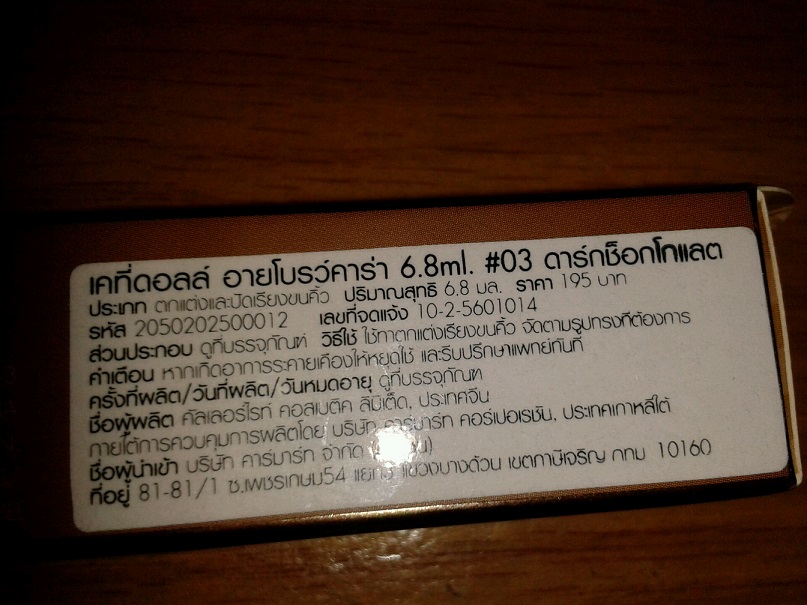 เคที่ดอลล์ อายโบรว์คาร่า 6.8ml. #03 ดาร์กช็อกโกแลต
ประเภท ตกแต่งและปัดเรียงขนคิ้ว ปริมาณสุทธิ 6.8 มล. ราคา 195 บาท
รหัส 2050202500012 เลขที่จดแจ้ง 10-2-5601014
ส่วนประกอบ ดูที่บรรจุภัณฑ์ วิธีใช้ ใช้ทาตกแต่งเรียงขนคิ้ว จัดตามรูปทรงที่ต้องการ
คำเตือน หากเกิดอาการระคายเคืองให้หยุดใช้ และรีบปรึกษาแพทย์ทันที
ครั้งที่ผลิต/วันที่ผลิต/วันหมดอายุ ดูที่บรรจุภัณฑ์
ชื่อผู้ผลิต คัลเลอร์ไรท์ คอสเมติค ลิมิเต็ด, ประเทศจีน
ภายใต้การควบคุมการผลิตโดย บริษัท คาร์มาร์ท คอร์เปอเรชัน, ประเทศเกาหลีใต้
ชื่อผู้นำเข้า บริษัท คาร์มาร์ท จำกัด
ที่อยู่ 81-81/1 ซ.เพชรเกษม54 แขวงบางด้วน เขตภาษีเจริญ กทม 10160